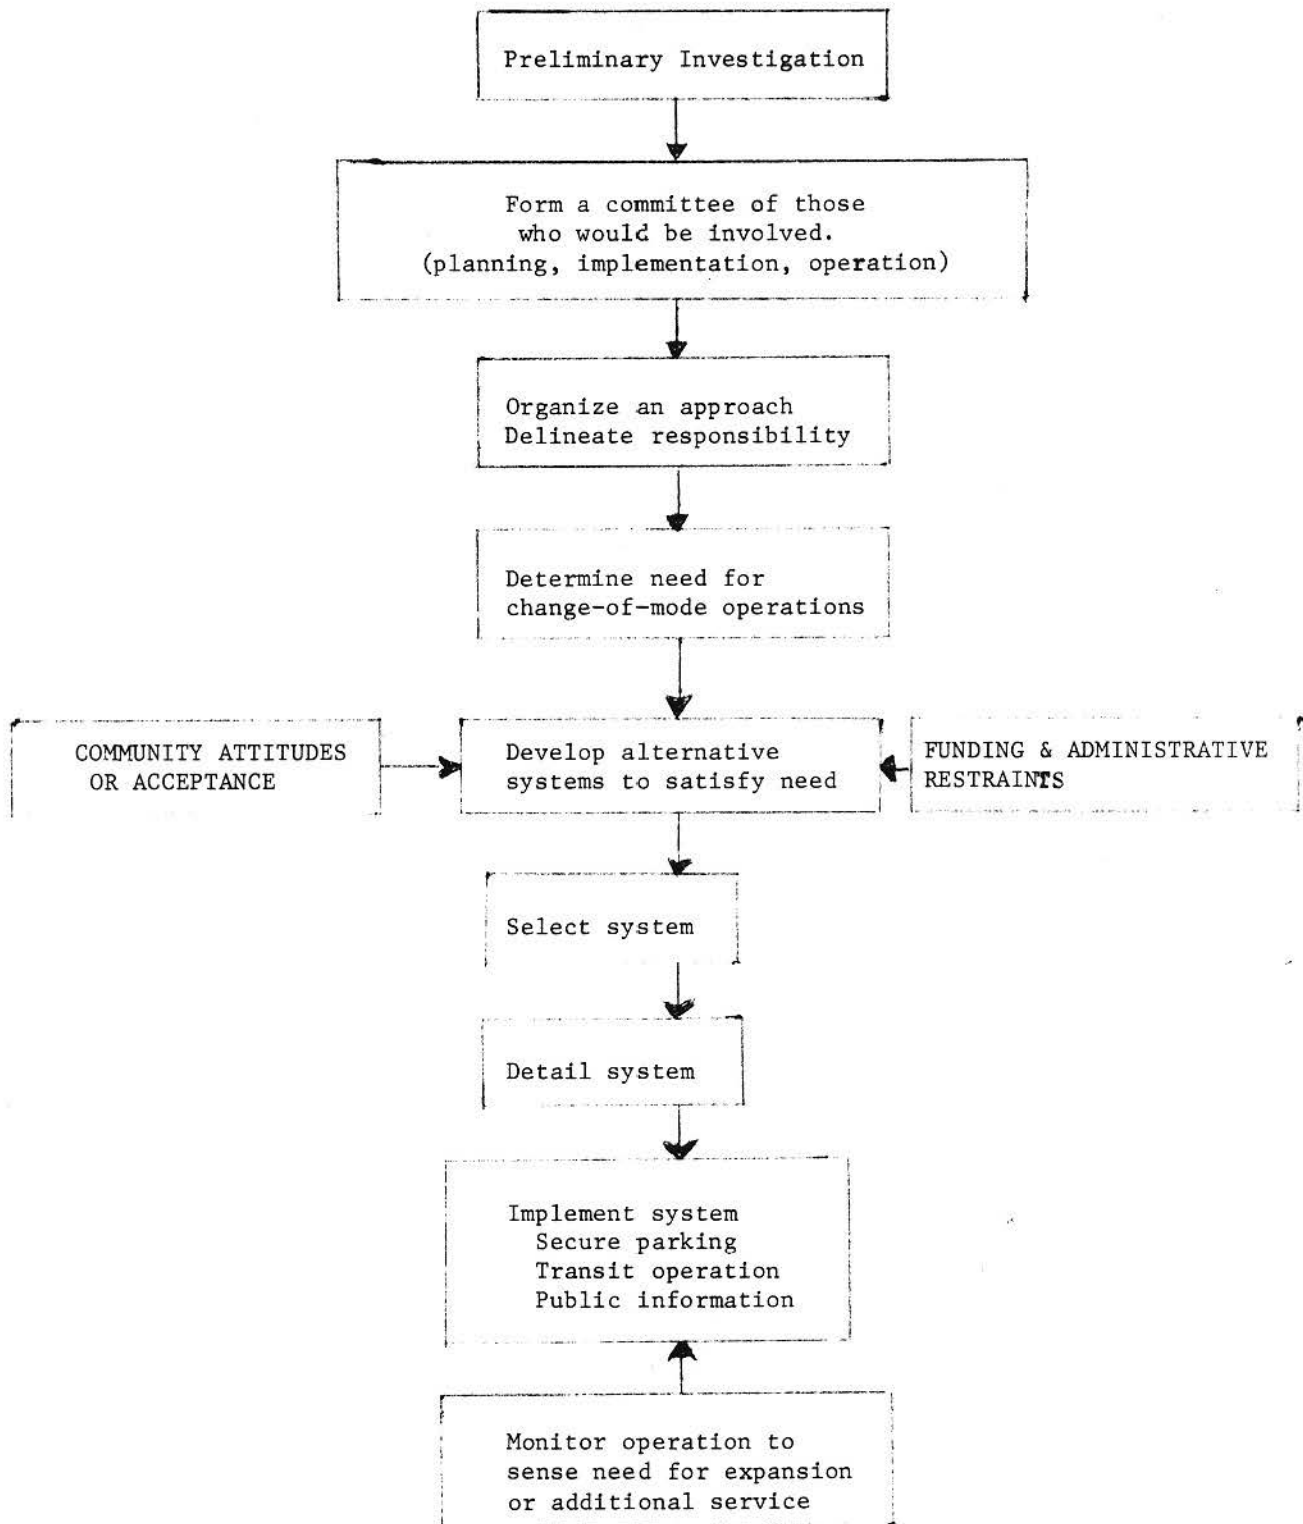 Preliminary Investigation
Form a committee of those
who would be involved.
(planning, implementation, operation)
Organize an approach
Delineate responsibility
Determine need for
change-of-mode operations
COMMUNITY ATTITUDES
OR ACCEPTANCE
Develop alternative
systems to satisfy need
FUNDING & ADMINISTRATIVE
RESTRAINTS
Select system
Detail system
Implement system
Secure parking
Transit operation
Public information
Monitor operation to
sense need for expansion
or additional service